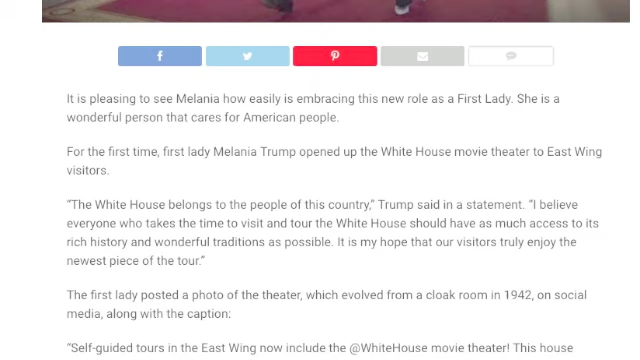 It is pleasing to see Melania how easily is embracing this new role as a First Lady. She is a
wonderful person that cares for American people.
For the first time, first lady Melania Trump opened up the White House movie theater to East Wing
visitors.
“The White House belongs to the people of this country,” Trump said in a statement. “I believe
everyone who takes the time to visit and tour the White House should have as much access to its
rich history and wonderful traditions as possible. It is my hope that our visitors truly enjoy the
newest piece of the tour.”
The first lady posted a photo of the theater, which evolved from a cloak room in 1942, on social
media, along with the caption:
“Self-guided tours in the East Wing now include the @WhiteHouse movie theater! This house